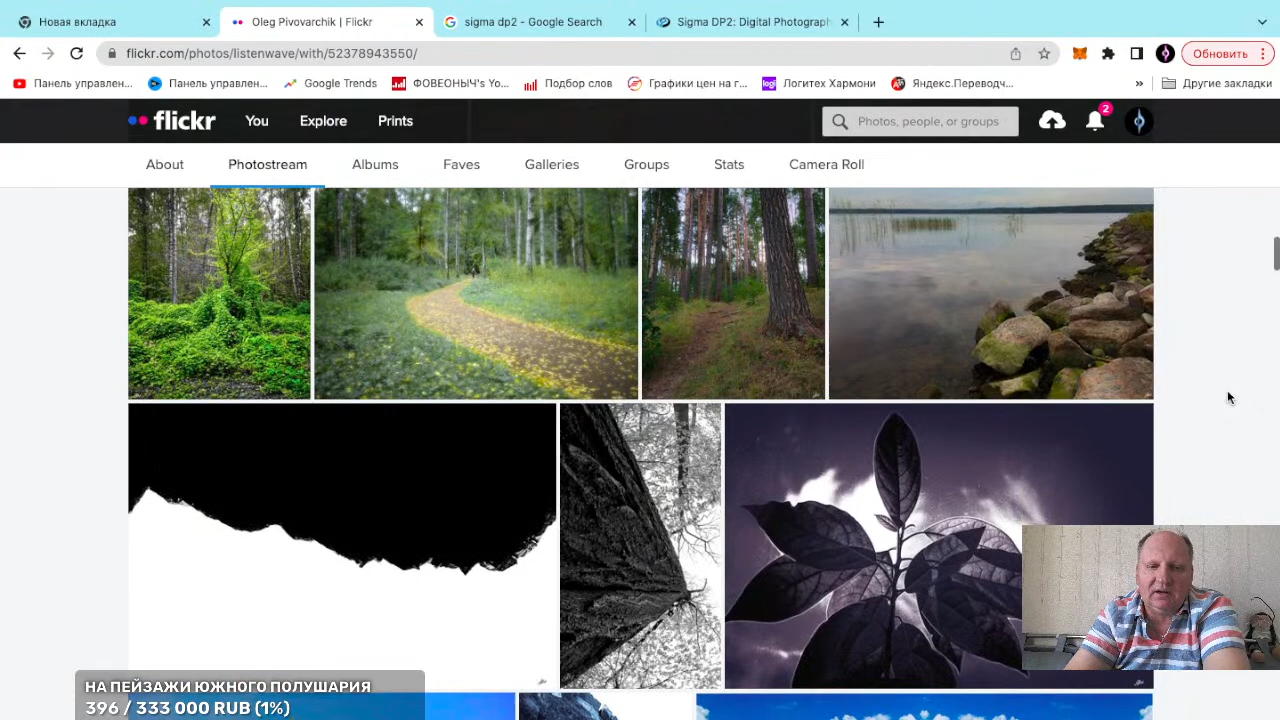 Новая вкладка
Oleg Pivovarchik | Flickr
sigma dp2 - Google Search
Sigma DP2: Digital Photograph
flickr.com/photos/listenwave/with/52378943550/
Обновить
Панель управлен...
Панель управлен...
Google Trends
ФОВЕОНЫЧ's Yo...
Подбор слов
Графики цен на г...
Логитех Хармони
Яндекс.Переводч...
»
Другие закладки
flickr
You
Explore
Prints
Photos, people, or groups
2
About
Photostream
Albums
Faves
Galleries
Groups
Stats
Camera Roll
НА ПЕЙЗАЖИ ЮЖНОГО ПОЛУШАРИЯ
396 / 333 000 RUB (1%)